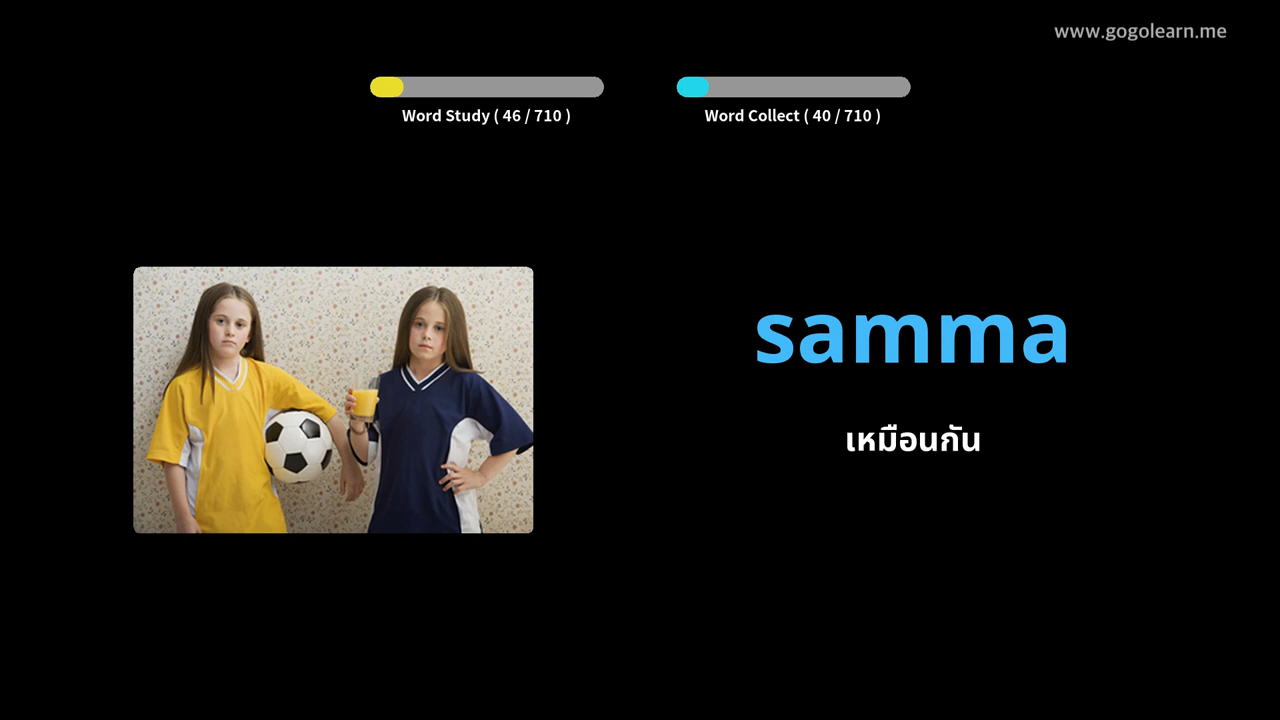 www.gogolearn.me
Word Study ( 46 / 710 )
Word Collect ( 40 / 710 )
samma
เหมือนกัน